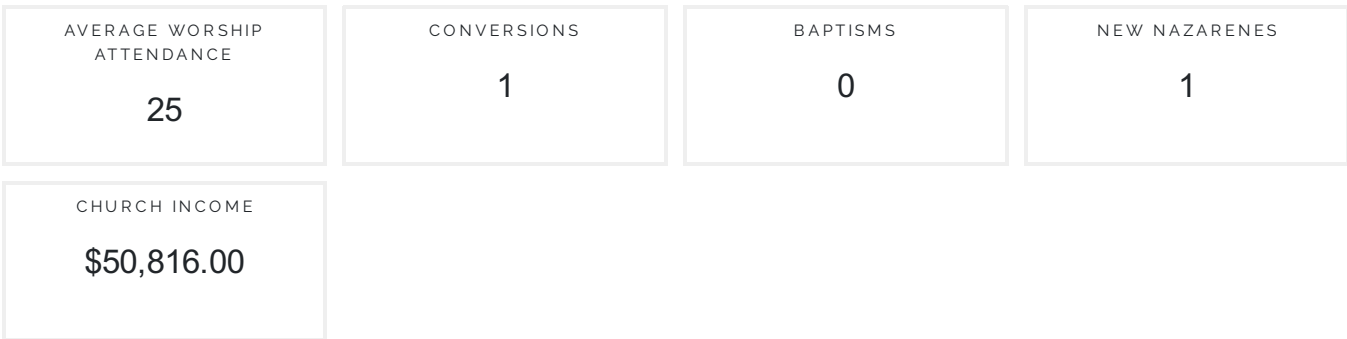 AVERAGE WORSHIP
ATTENDANCE
25
CONVERSIONS
1
BAPTISMS
0
NEW NAZARENES
1
CHURCH INCOME
$50,816.00